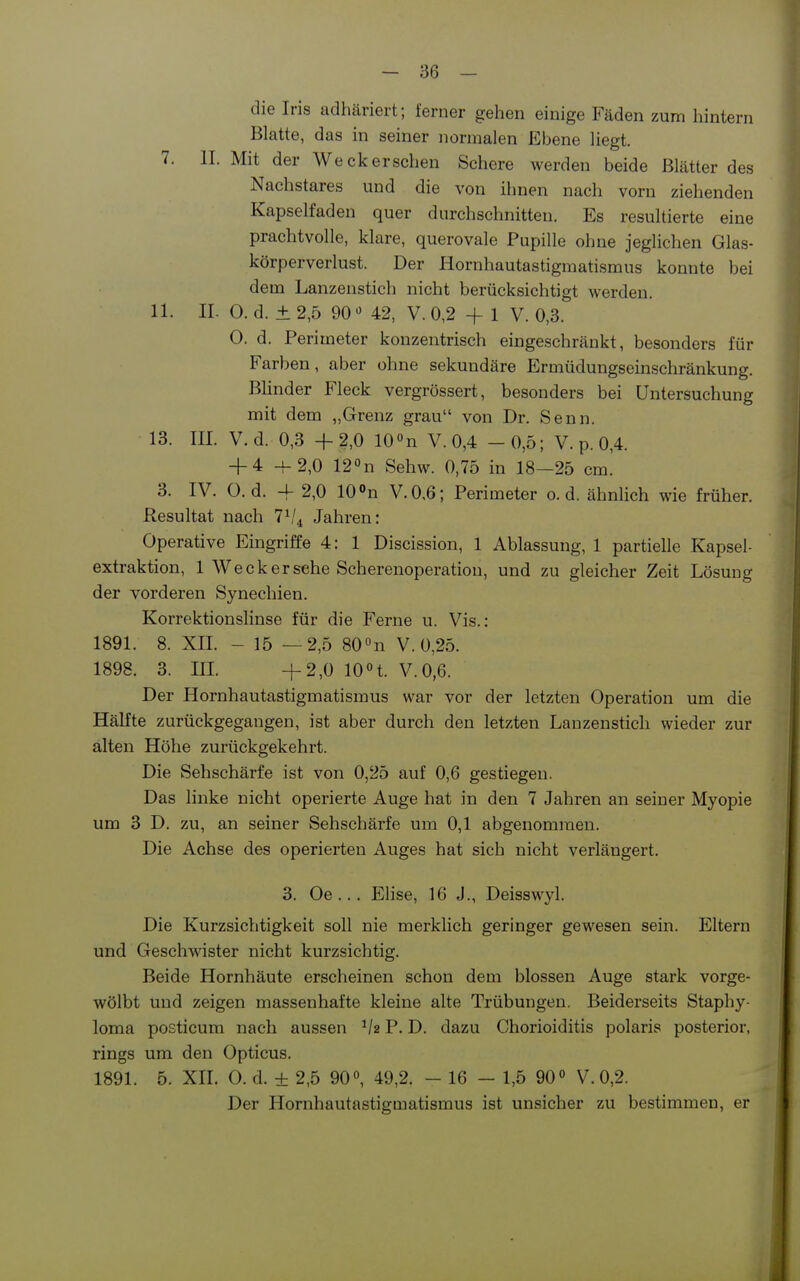 — 36 —
die Iris adhäriert; ferner gehen einige Fäden zum hintern
Blatte, das in seiner normalen Ebene liegt.
7. II. Mit der Weckerschen Schere werden beide Blätter des
Nachstares und die von ihnen nach vorn ziehenden
Kapselfaden quer durchschnitten. Es resultierte eine
prachtvolle, klare, querovale Pupille ohne jeglichen Glas-
körperverlust. Der Hornhautastigmatismus konnte bei
dem Lanzenstich nicht berücksichtigt werden.
11. II. O. d. ± 2,5 90⁰ 42, V. 0,2 + 1 V. 0,3.
O. d. Perimeter konzentrisch eingeschränkt, besonders für
Farben, aber ohne sekundäre Ermüdungseinschränkung.
Blinder Fleck vergrössert, besonders bei Untersuchung
mit dem „Grenz grau“ von Dr. Senn.
13. III. V. d. 0,3 + 2,0 10⁰n V. 0,4 – 0,5; V. p. 0,4.
+ 4 + 2,0 12⁰n Sehw. 0,75 in 18—25 cm.
3. IV. O. d. + 2,0 10⁰n V. 0,6; Perimeter o. d. ähnlich wie früher.
Resultat nach 7¹/₄ Jahren:
Operative Eingriffe 4: 1 Discission, 1 Ablassung, 1 partielle Kapsel-
extraktion, 1 Weckersche Scherenoperation, und zu gleicher Zeit Lösung
der vorderen Synechien.
Korrektionslinse für die Ferne u. Vis.:
1891. 8. XII. – 15 — 2,5 80⁰n V. 0,25.
1898. 3. III. + 2,0 10⁰t. V. 0,6.
Der Hornhautastigmatismus war vor der letzten Operation um die
Hälfte zurückgegangen, ist aber durch den letzten Lanzenstich wieder zur
alten Höhe zurückgekehrt.
Die Sehschärfe ist von 0,25 auf 0,6 gestiegen.
Das linke nicht operierte Auge hat in den 7 Jahren an seiner Myopie
um 3 D. zu, an seiner Sehschärfe um 0,1 abgenommen.
Die Achse des operierten Auges hat sich nicht verlängert.
3. Oe... Elise, 16 J., Deisswyl.
Die Kurzsichtigkeit soll nie merklich geringer gewesen sein. Eltern
und Geschwister nicht kurzsichtig.
Beide Hornhäute erscheinen schon dem blossen Auge stark vorge-
wölbt und zeigen massenhafte kleine alte Trübungen. Beiderseits Staphy-
loma posticum nach aussen ¹/₂ P. D. dazu Chorioiditis polaris posterior,
rings um den Opticus.
1891. 5. XII. O. d. ± 2,5 90⁰, 49,2. – 16 – 1,5 90⁰ V. 0,2.
Der Hornhautastigmatismus ist unsicher zu bestimmen, er